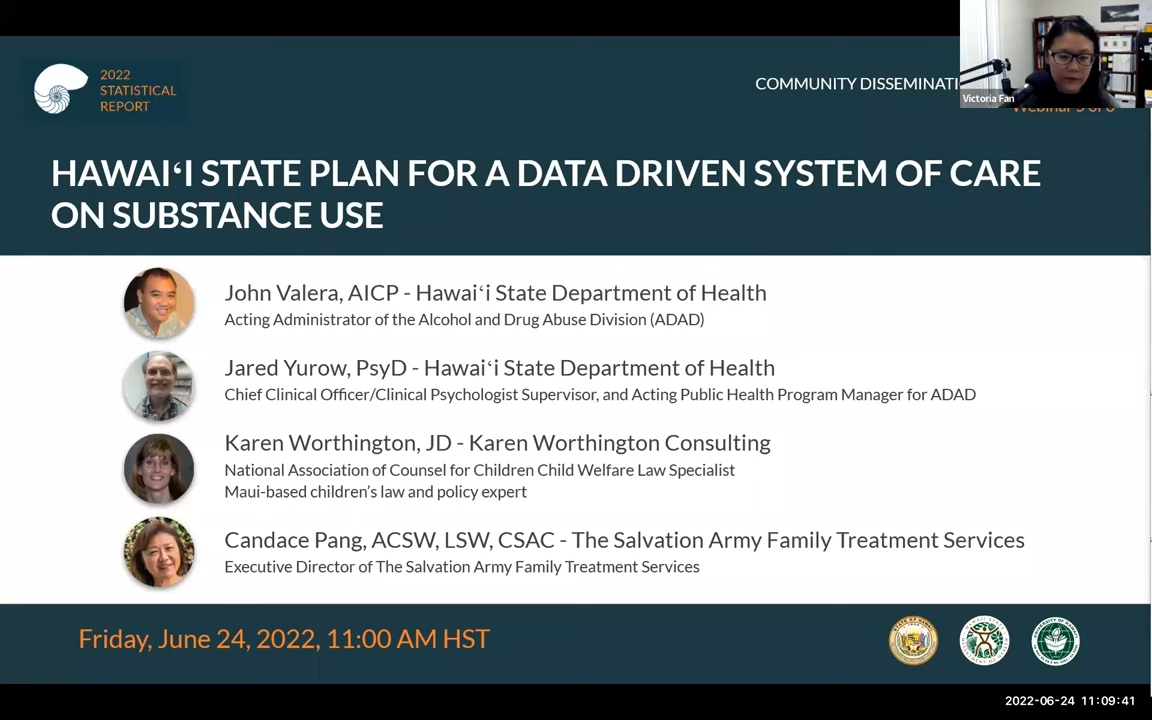 2022
STATISTICAL
REPORT
COMMUNITY DISSEMINATI
Victoria Fan
HAWAIʻI STATE PLAN FOR A DATA DRIVEN SYSTEM OF CARE
ON SUBSTANCE USE
John Valera, AICP - Hawaiʻi State Department of Health
Acting Administrator of the Alcohol and Drug Abuse Division (ADAD)
Jared Yurow, PsyD - Hawaiʻi State Department of Health
Chief Clinical Officer/Clinical Psychologist Supervisor, and Acting Public Health Program Manager for ADAD
Karen Worthington, JD - Karen Worthington Consulting
National Association of Counsel for Children Child Welfare Law Specialist
Maui-based children’s law and policy expert
Candace Pang, ACSW, LSW, CSAC - The Salvation Army Family Treatment Services
Executive Director of The Salvation Army Family Treatment Services
Friday, June 24, 2022, 11:00 AM HST
2022-06-24 11:09:41